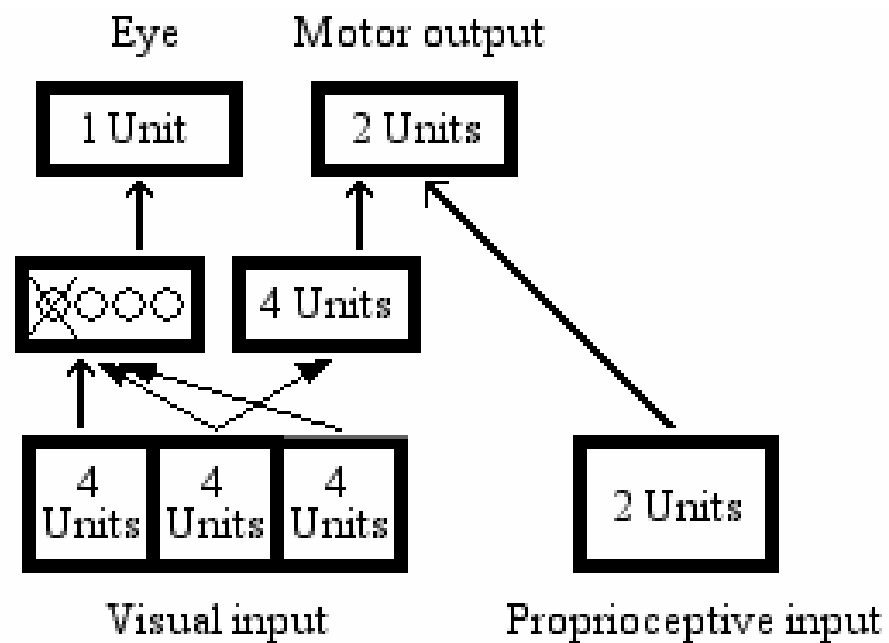 Eye
Motor output
1 Unit
2 Units
4 Units
4
Units
4
Units
4
Units
2 Units
Visual input
Proprioceptive input